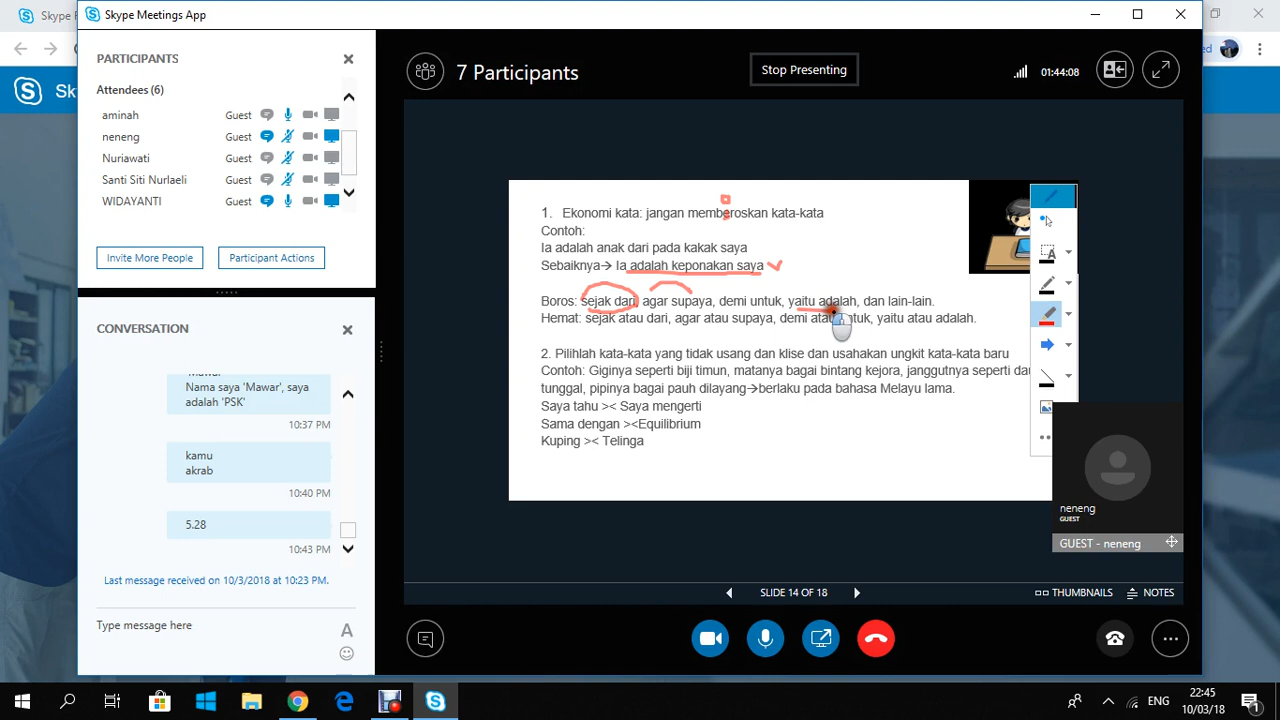 Skype
Skype Meetings App
Sky
PARTICIPANTS
Attendees (6)
aminah Guest
neneng Guest
Nuriawati Guest
Santi Siti Nurlaeli Guest
WIDAYANTI Guest
Invite More People
Participant Actions
CONVERSATION
Nama saya 'Mawar', saya
adalah 'PSK'
10:37 PM
kamu
akrab
10:40 PM
5.28
10:43 PM
Last message received on 10/3/2018 at 10:23 PM.
Type message here
7 Participants
Stop Presenting
01:44:08
1. Ekonomi kata: jangan memberoskan kata-kata
Contoh:
Ia adalah anak dari pada kakak saya
Sebaiknya→ Ia adalah keponakan saya
Boros: sejak dari, agar supaya, demi untuk, yaitu adalah, dan lain-lain.
Hemat: sejak atau dari, agar atau supaya, demi atau untuk, yaitu atau adalah.
2. Pilihlah kata-kata yang tidak usang dan klise dan usahakan ungkit kata-kata baru
Contoh: Giginya seperti biji timun, matanya bagai bintang kejora, janggutnya seperti dau
tunggal, pipinya bagai pauh dilayang→berlaku pada bahasa Melayu lama.
Saya tahu >< Saya mengerti
Sama dengan ><Equilibrium
Kuping >< Telinga
neneng
GUEST
GUEST - neneng
SLIDE 14 OF 18
THUMBNAILS
NOTES
ENG
22:45
10/03/18
1